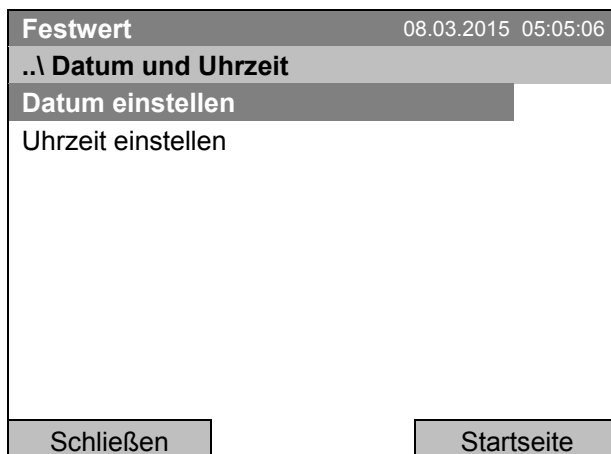 Festwert 08.03.2015 05:05:06
..\ Datum und Uhrzeit
Datum einstellen
Uhrzeit einstellen
Schließen Startseite